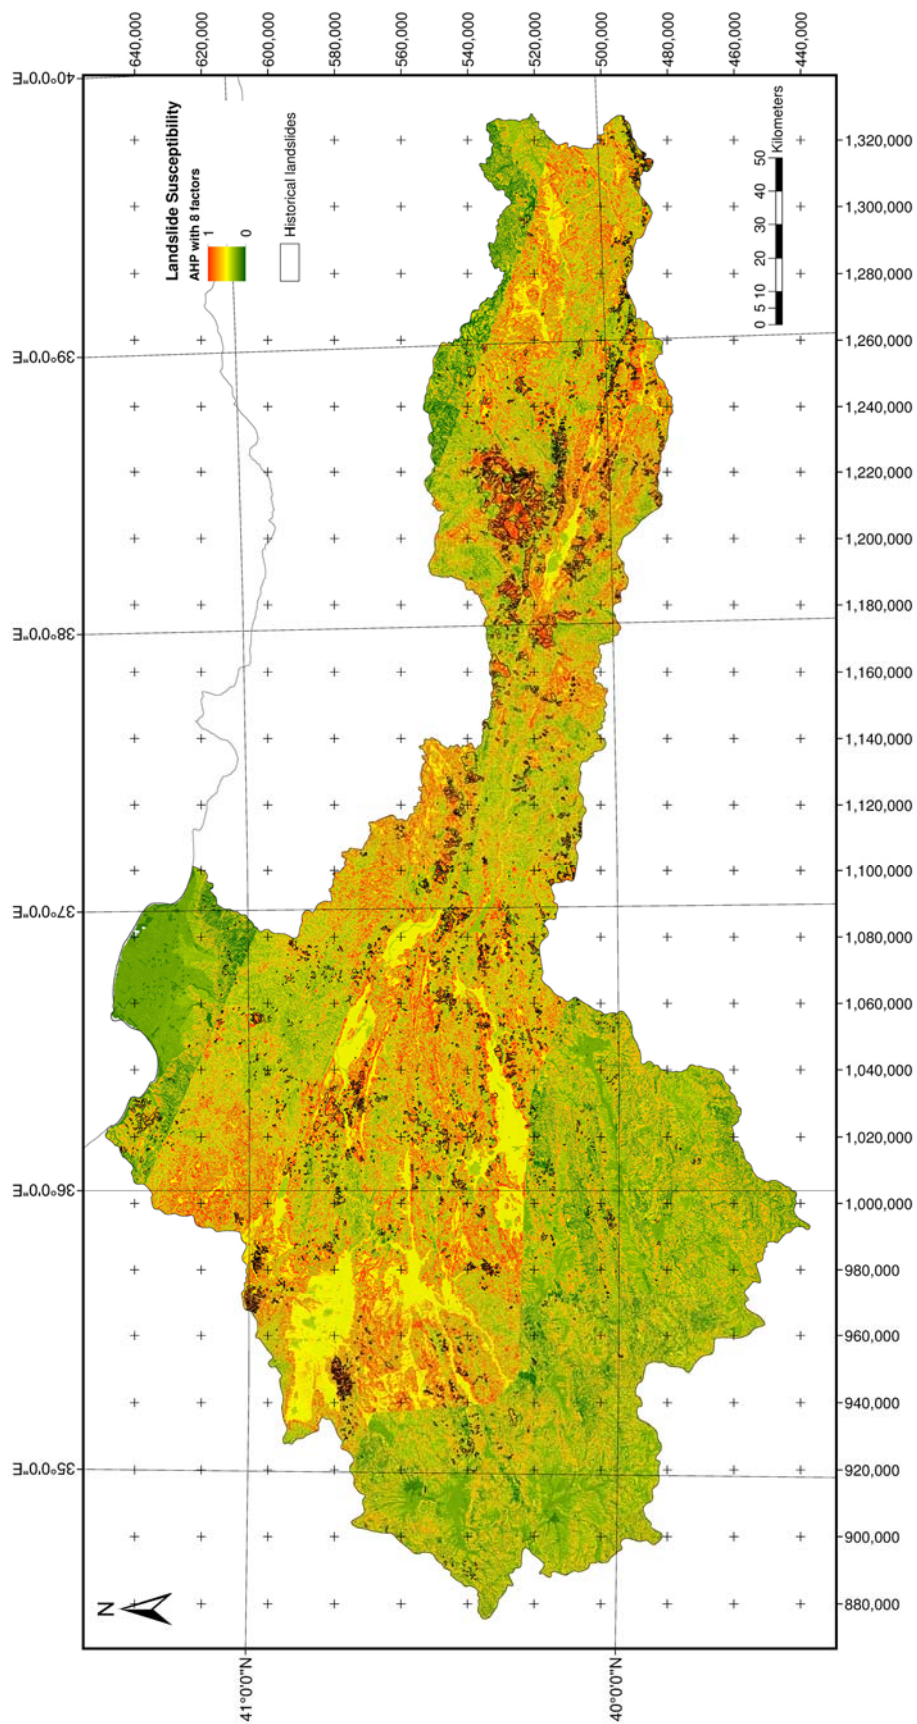 640,000
620,000
600,000
580,000
560,000
540,000
520,000
500,000
480,000
460,000
440,000
40°0'0"E
39°0'0"E
38°0'0"E
37°0'0"E
36°0'0"E
35°0'0"E
Landslide Susceptibility
AHP with 8 factors
1
0
Historical landslides
0 5 10 20 30 40 50
Kilometers
1,320,000
1,300,000
1,280,000
1,260,000
1,240,000
1,220,000
1,200,000
1,180,000
1,160,000
1,140,000
1,120,000
1,100,000
1,080,000
1,060,000
1,040,000
1,020,000
1,000,000
980,000
960,000
940,000
920,000
900,000
880,000
N
41°0'0"N
40°0'0"N